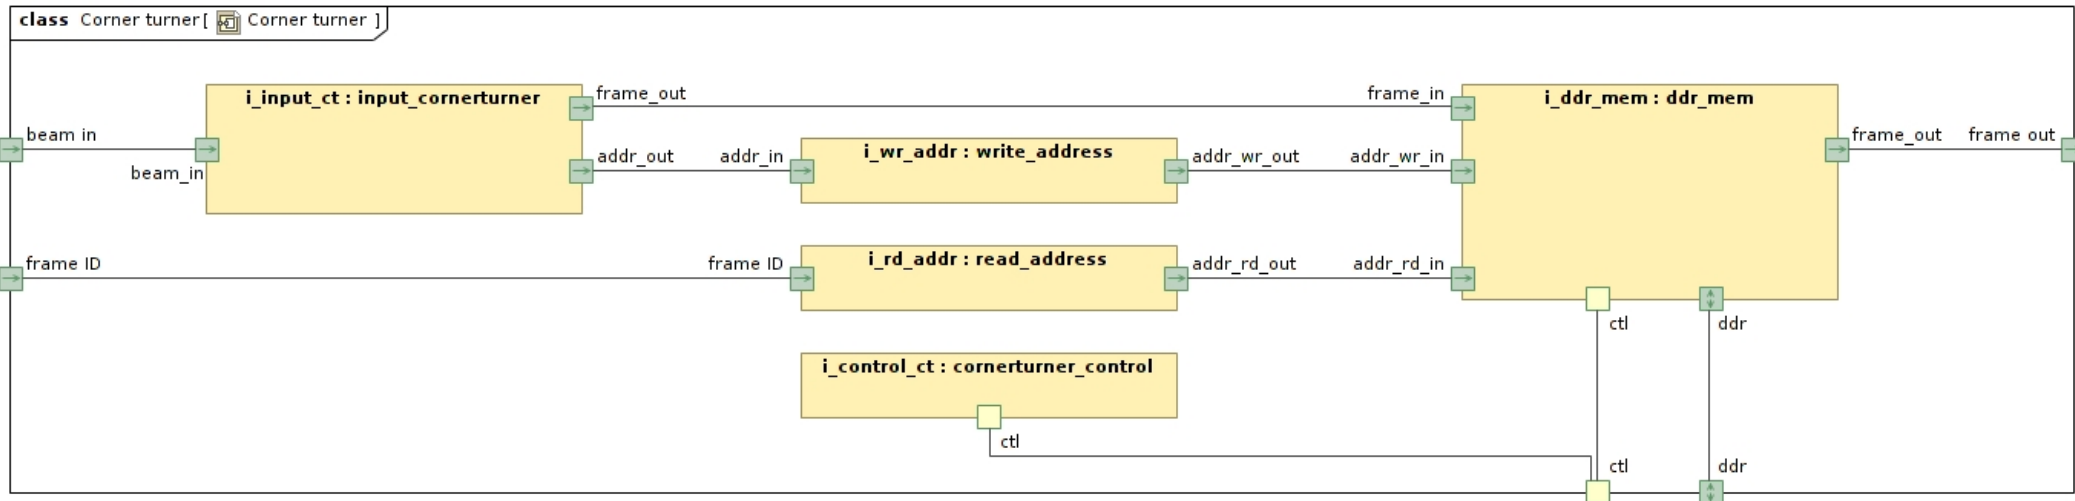 class Corner turner[ Corner turner ]
i_input_ct : input_cornerturner
frame_out
frame_in
i_ddr_mem : ddr_mem
beam in
beam_in
addr_out
addr_in
i_wr_addr : write_address
addr_wr_out
addr_wr_in
frame_out
frame out
frame ID
frame ID
i_rd_addr : read_address
addr_rd_out
addr_rd_in
ctl
ddr
i_control_ct : cornerturner_control
ctl
ctl
ddr